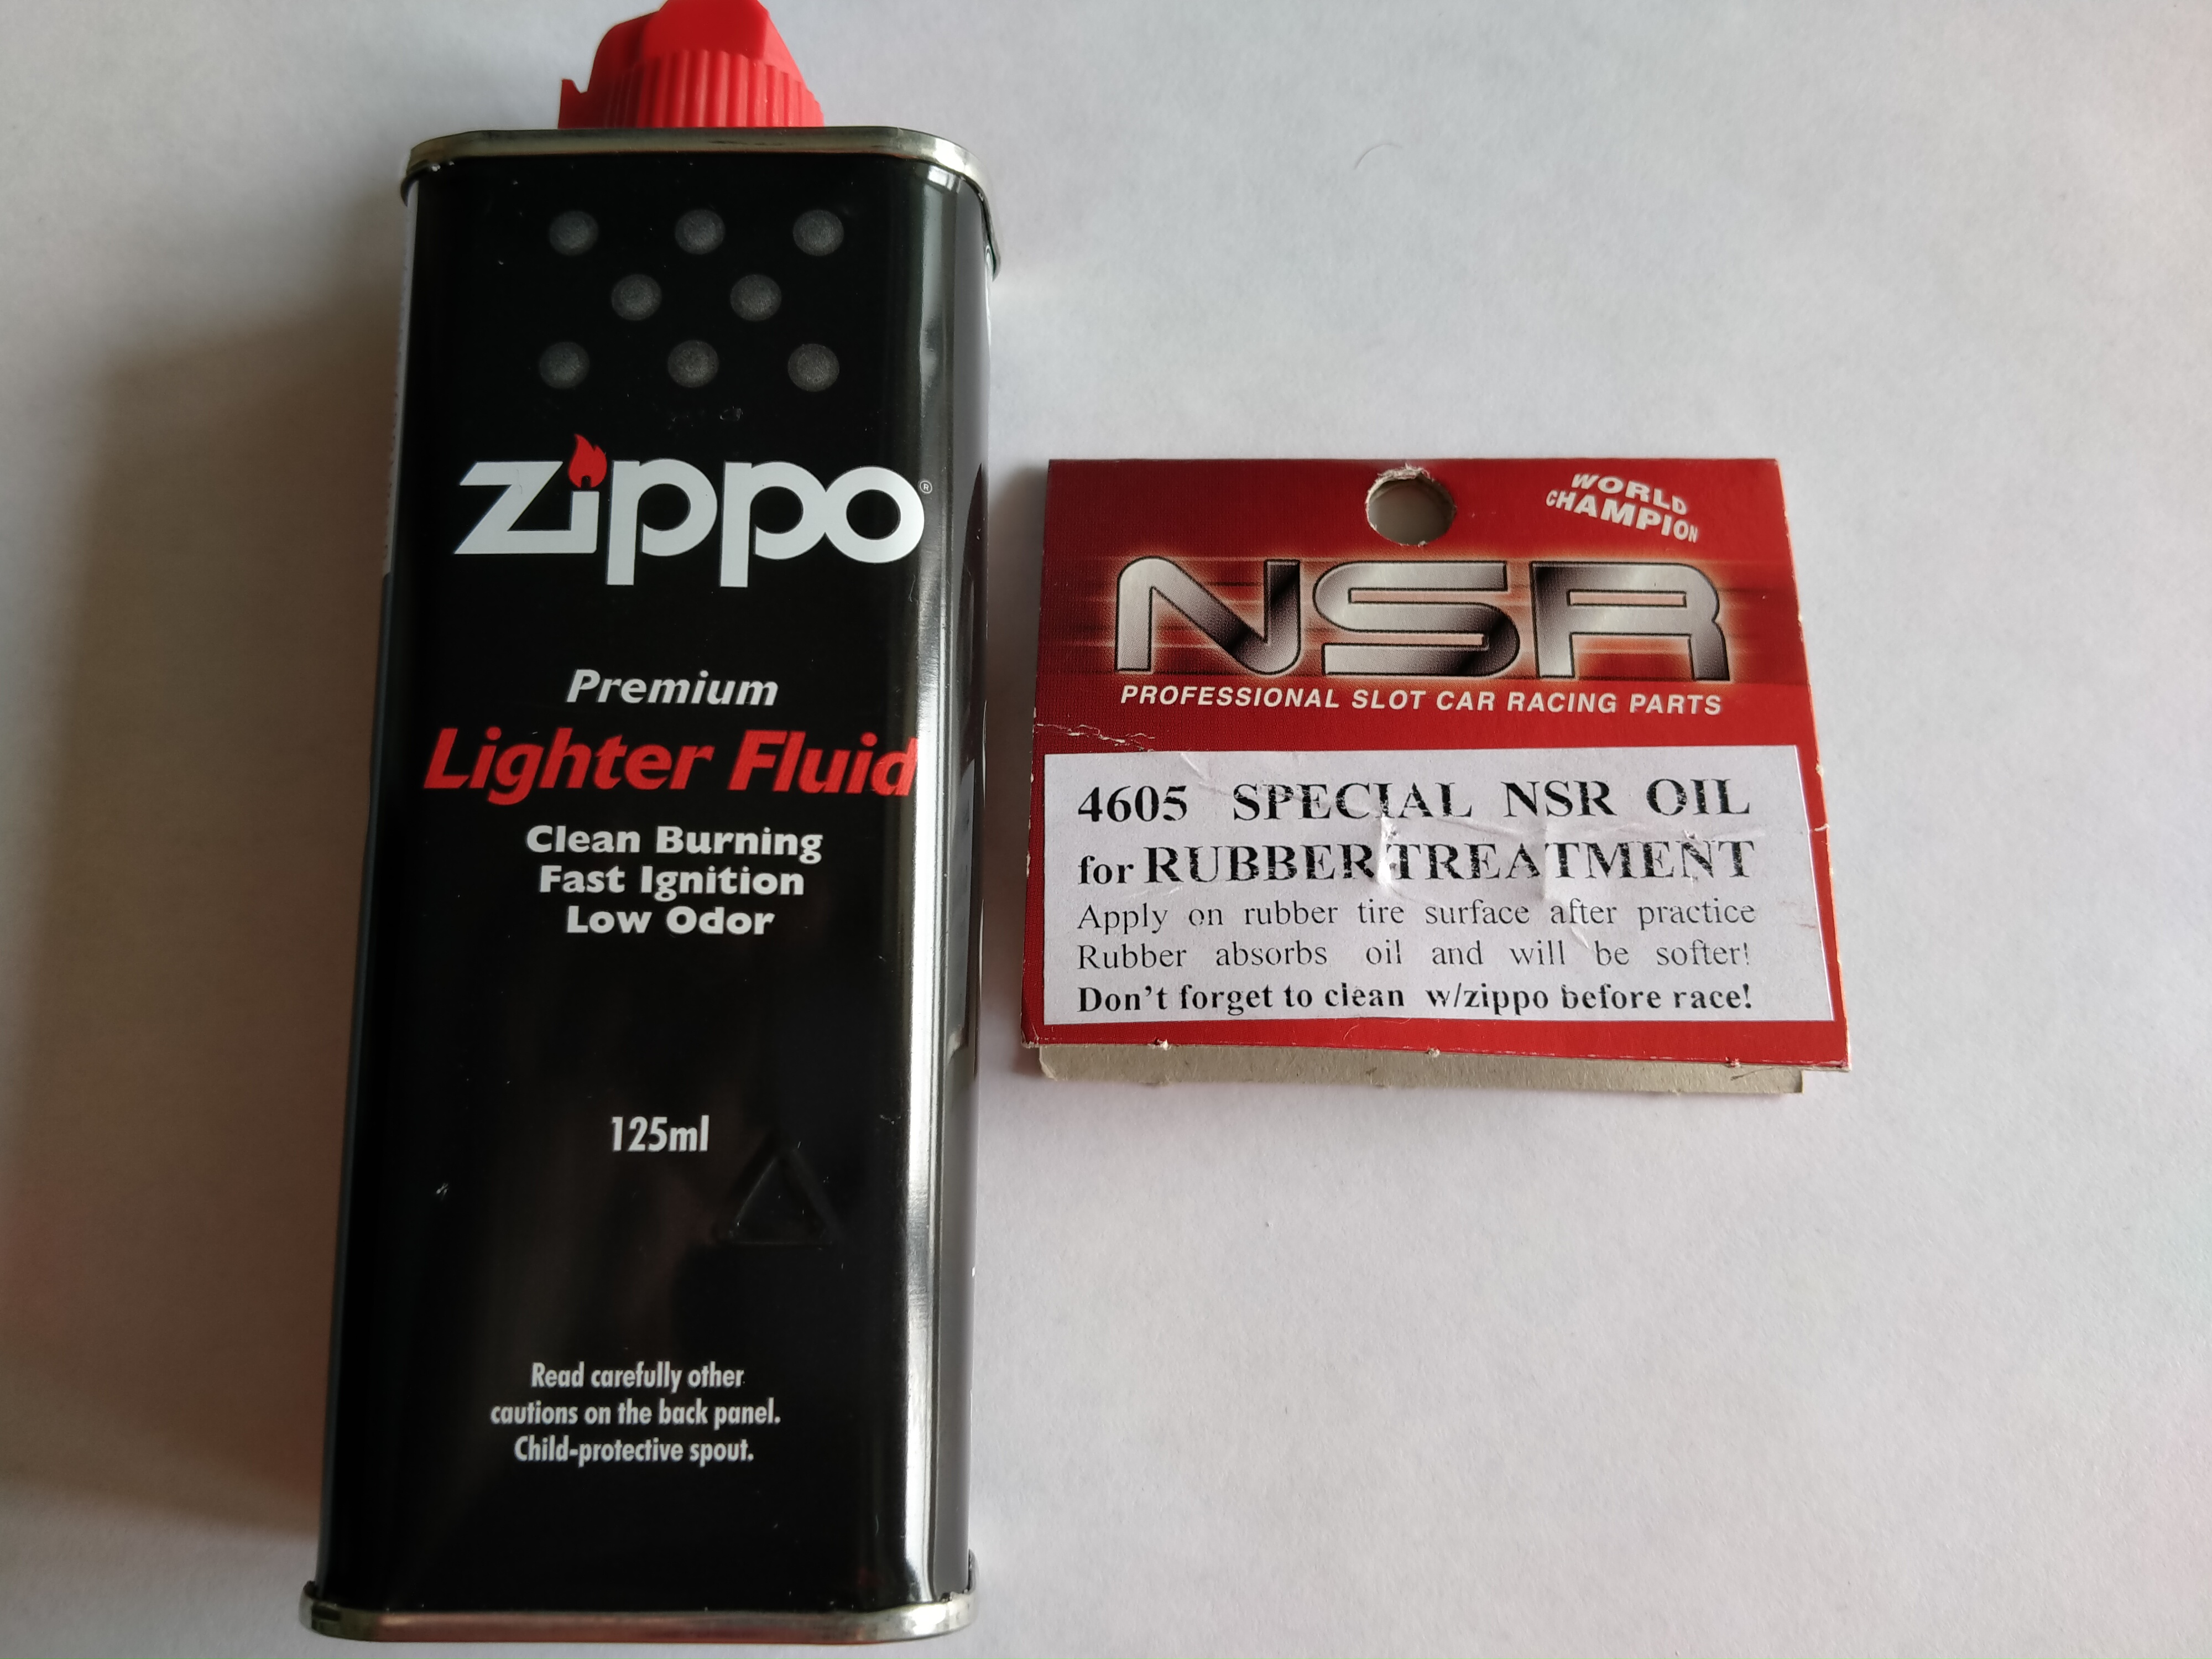 Zippo®
Premium
Lighter Fluid
Clean Burning
Fast Ignition
Low Odor
125ml
Read carefully other
cautions on the back panel.
Child-protective spout.
WORLD
CHAMPION
NSR
PROFESSIONAL SLOT CAR RACING PARTS
4605 SPECIAL NSR OIL
for RUBBER TREATMENT
Apply on rubber tire surface after practice
Rubber absorbs oil and will be softer!
Don't forget to clean w/zippo before race!